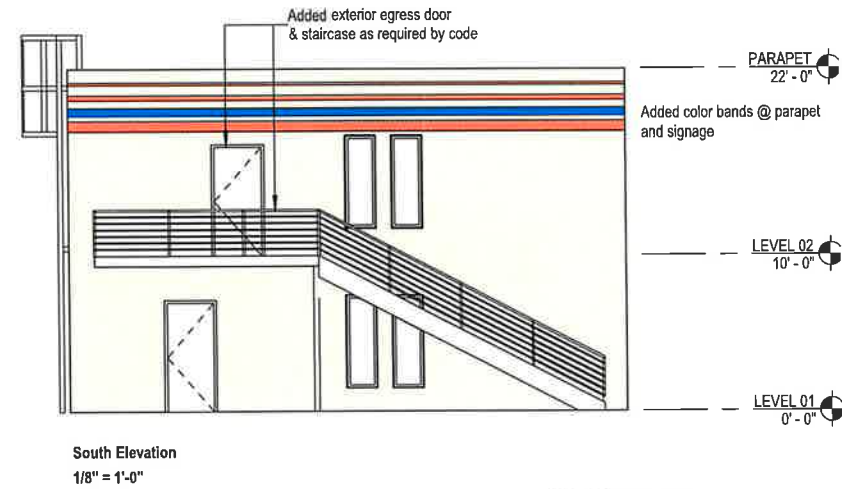 Added exterior egress door
& staircase as required by code
PARAPET
22' - 0"
Added color bands @ parapet
and signage
LEVEL 02
10' - 0"
LEVEL 01
0' - 0"
South Elevation
1/8" = 1'-0"